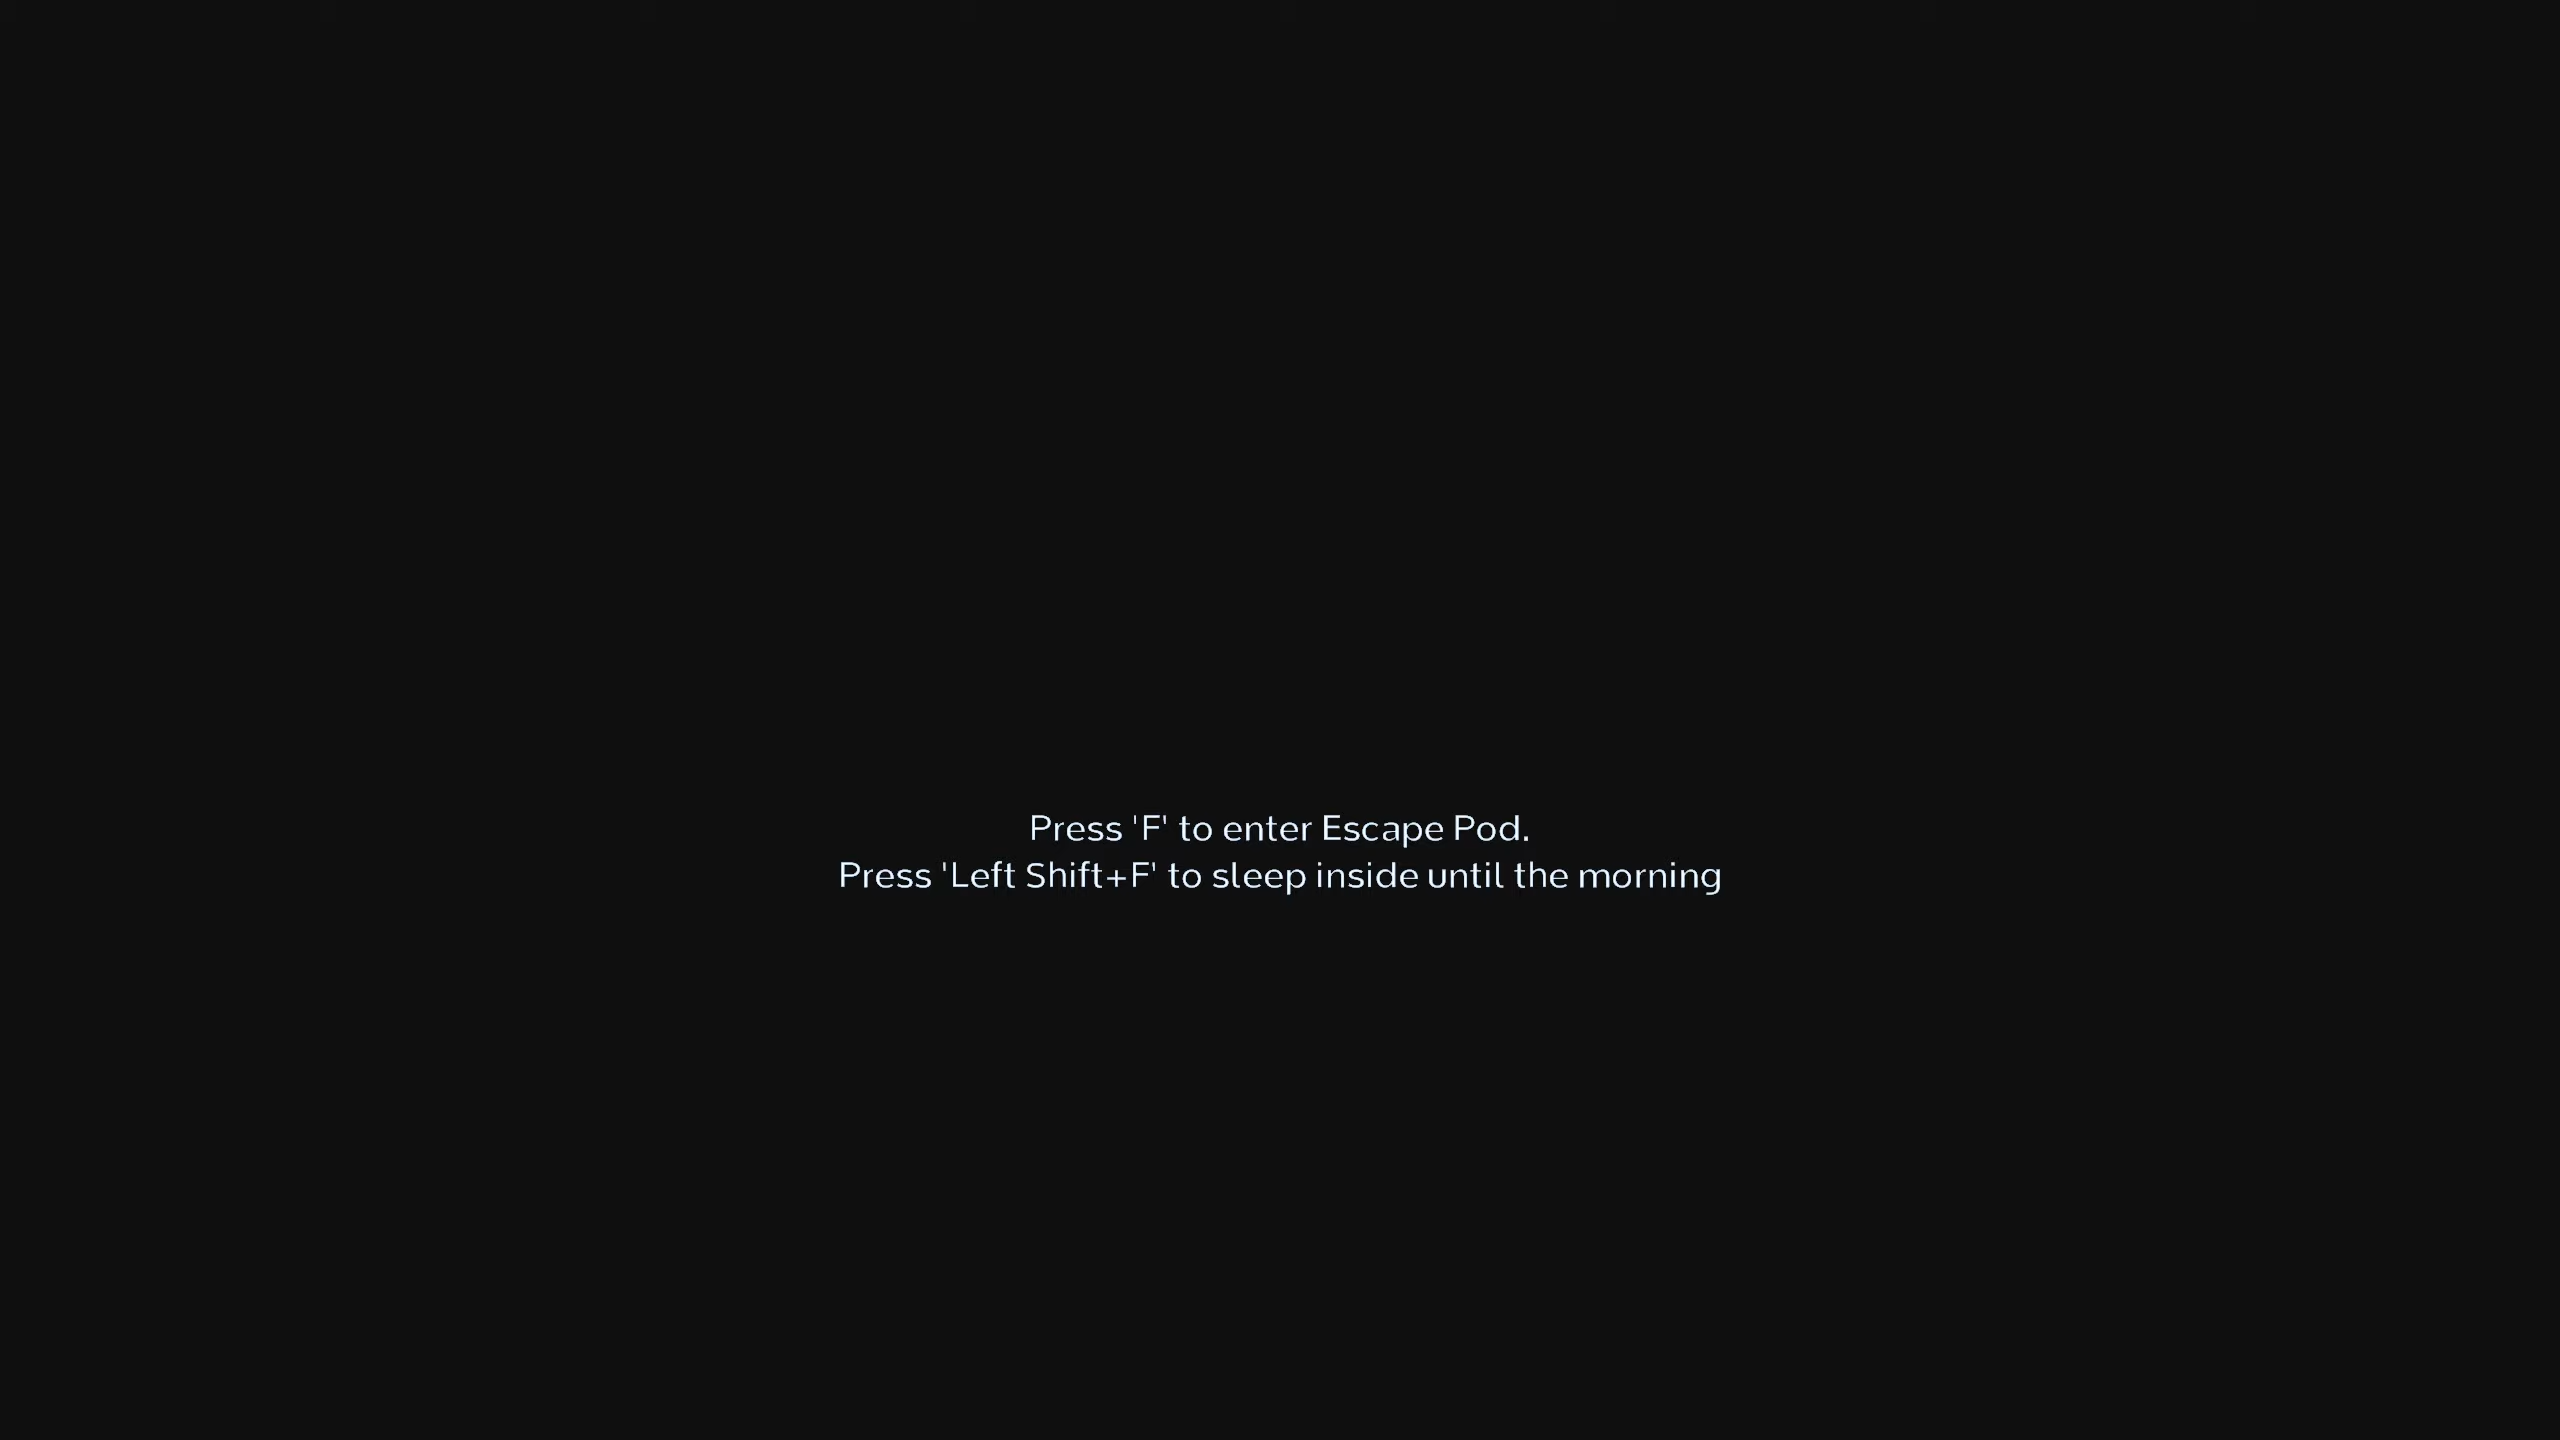 Press 'F' to enter Escape Pod.
Press 'Left Shift+F' to sleep inside until the morning